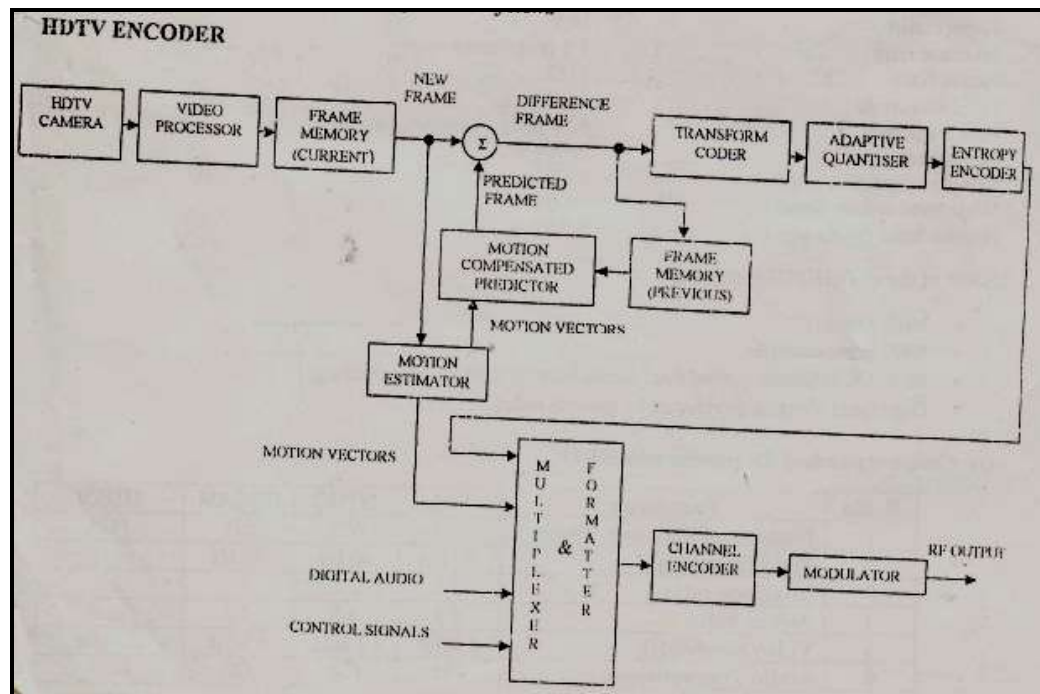 HDTV ENCODER
NEW
FRAME
DIFFERENCE
FRAME
HDTV
CAMERA
VIDEO
PROCESSOR
FRAME
MEMORY
(CURRENT)
Σ
TRANSFORM
CODER
ADAPTIVE
QUANTISER
ENTROPY
ENCODER
PREDICTED
FRAME
MOTION
COMPENSATED
PREDICTOR
FRAME
MEMORY
(PREVIOUS)
MOTION VECTORS
MOTION
ESTIMATOR
MOTION VECTORS
MULTIPLEXER
&
FORMATTER
CHANNEL
ENCODER
MODULATOR
RF OUTPUT
DIGITAL AUDIO
CONTROL SIGNALS